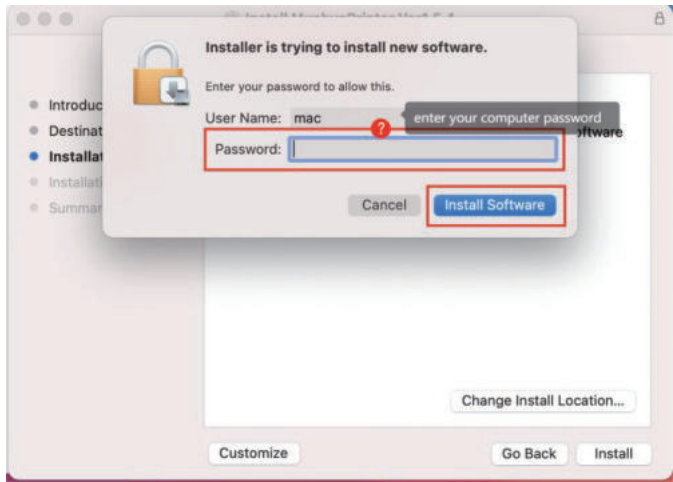 Installer is trying to install new software.
Enter your password to allow this.
User Name: mac
enter your computer password
?
Password:
Cancel Install Software
Introduc
Destinat
ftware
Installat
Installati
Summar
Change Install Location...
Customize Go Back Install